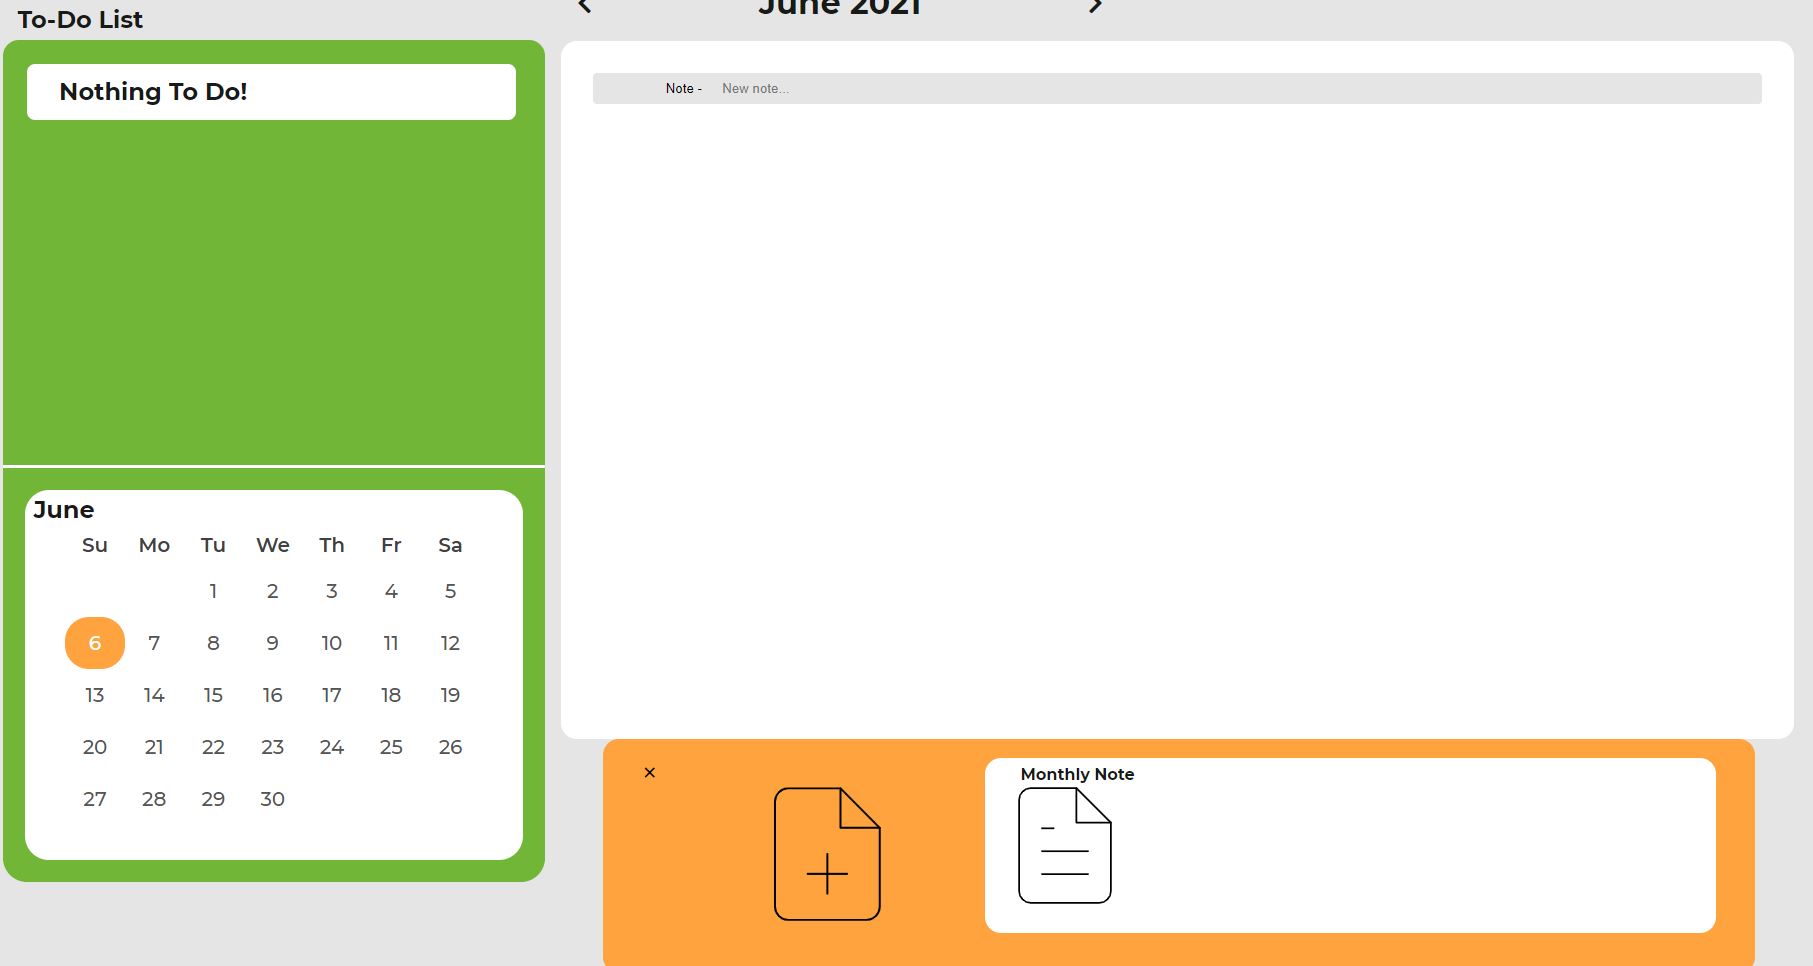 To-Do List
June 2021
Nothing To Do!
Note - New note...
June
Su Mo Tu We Th Fr Sa
1 2 3 4 5
6 7 8 9 10 11 12
13 14 15 16 17 18 19
20 21 22 23 24 25 26
27 28 29 30
Monthly Note